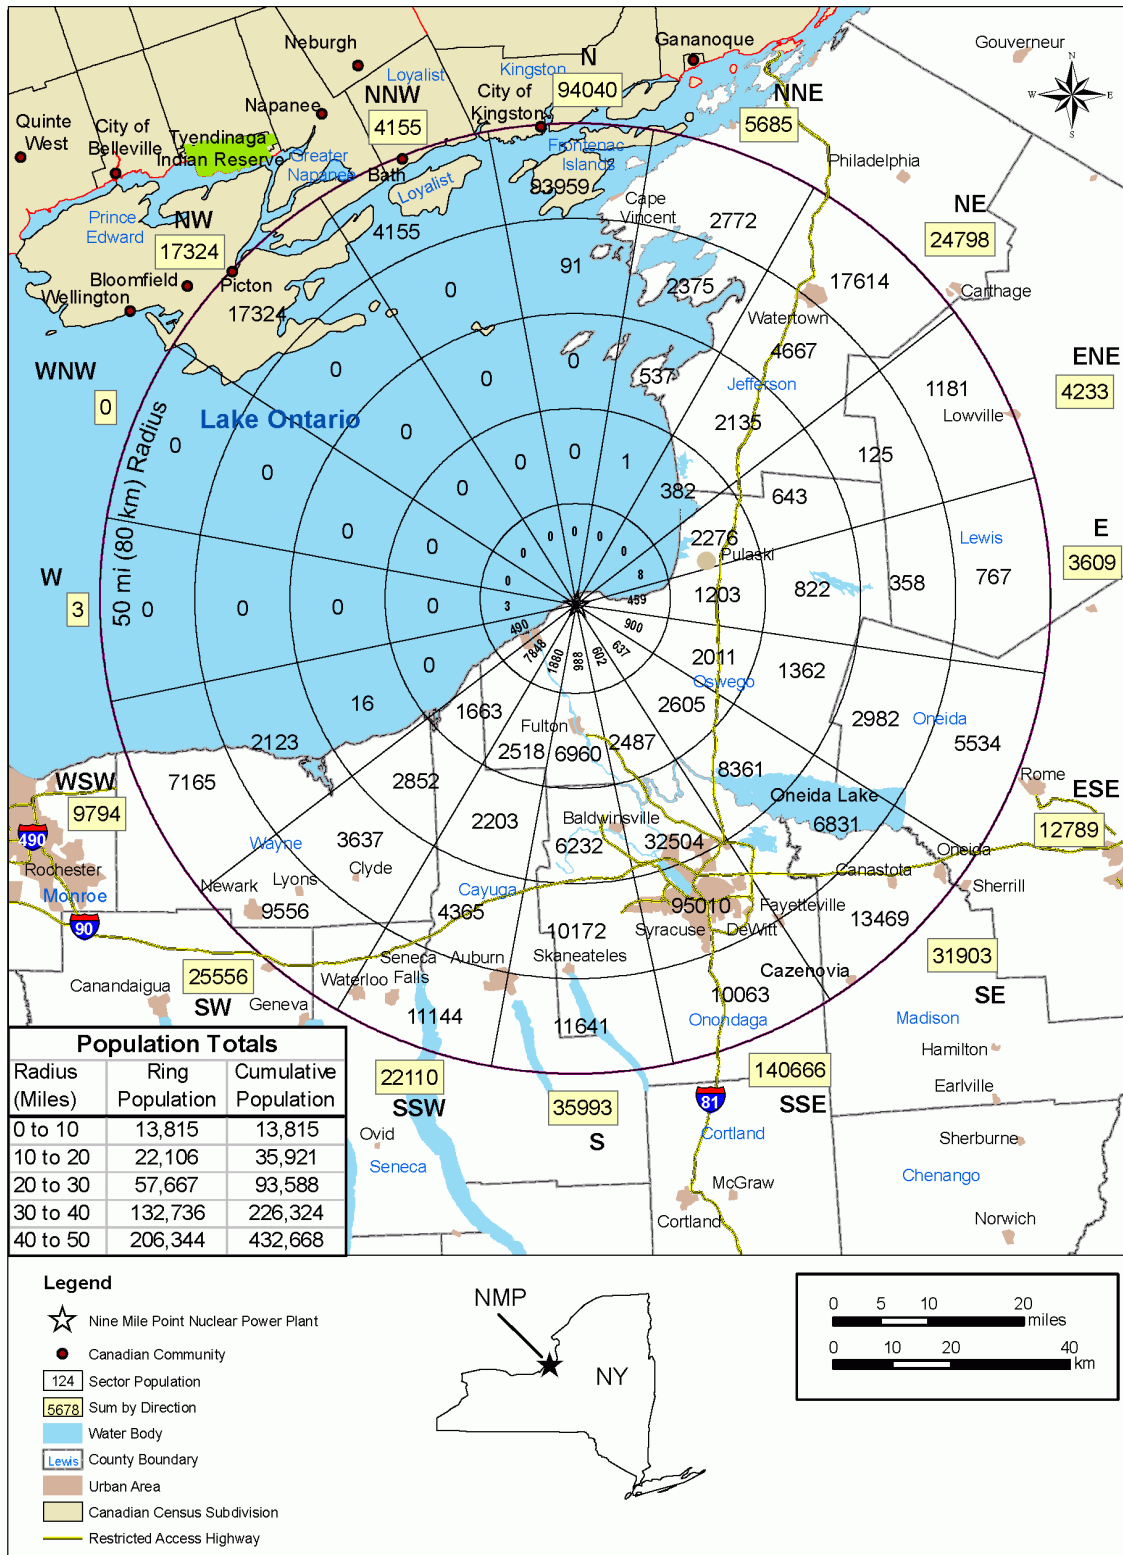 Gananoque
Gouverneur
Neburgh
N
Loyalist
Kingston
NNW
City of
Kingston
94040
NNE
N
W
E
S
Napanee
4155
5685
Quinte
West
City of
Belleville
Tyendinaga
Indian Reserve
Greater
Napanee
Bath
Frontenac
Islands
Philadelphia
Loyalist
93959
Cape
Vincent
NE
Prince
Edward
NW
17324
4155
2772
24798
Bloomfield
Picton
91
2375
17614
Carthage
Wellington
0
17324
Watertown
WNW
0
0
0
537
4667
ENE
4233
Jefferson
1181
Lowville
0
50 mi (80 km) Radius
Lake Ontario
0
0
0
0
0
1
2135
125
0
382
643
0
0
0
0
0
0
0
2276
Pulaski
Lewis
E
3609
W
3
0
8
0
0
0
0
3
459
1203
822
358
767
490
7848
1880
988
602
637
900
0
2011
Oswego
1362
16
1663
2605
2982
Oneida
2123
Fulton
2518
6960
2487
5534
WSW
9794
7165
2852
8361
Oneida Lake
Rome
ESE
12789
490
Rochester
Monroe
Wayne
3637
2203
Baldwinsville
6232
32504
6831
Oneida
Clyde
Canastota
Sherrill
Newark
Lyons
Cayuga
9556
4365
95010
Fayetteville
13469
90
10172
Syracuse
DeWitt
31903
SE
25556
SW
Seneca
Falls
Auburn
Skaneateles
Cazenovia
Canandaigua
Waterloo
Geneva
11144
11641
10063
Onondaga
Madison
Hamilton
22110
SSW
35993
S
140666
SSE
Earlville
81
Cortland
Ovid
Seneca
Sherburne
Chenango
McGraw
Cortland
Norwich
Population Totals
Radius
(Miles)
Ring
Population
Cumulative
Population
0 to 10 13,815 13,815
10 to 20 22,106 35,921
20 to 30 57,667 93,588
30 to 40 132,736 226,324
40 to 50 206,344 432,668
Legend
Nine Mile Point Nuclear Power Plant
Canadian Community
124 Sector Population
5678 Sum by Direction
Water Body
Lewis County Boundary
Urban Area
Canadian Census Subdivision
Restricted Access Highway
NMP
NY
0 5 10 20
miles
0 10 20 40
km